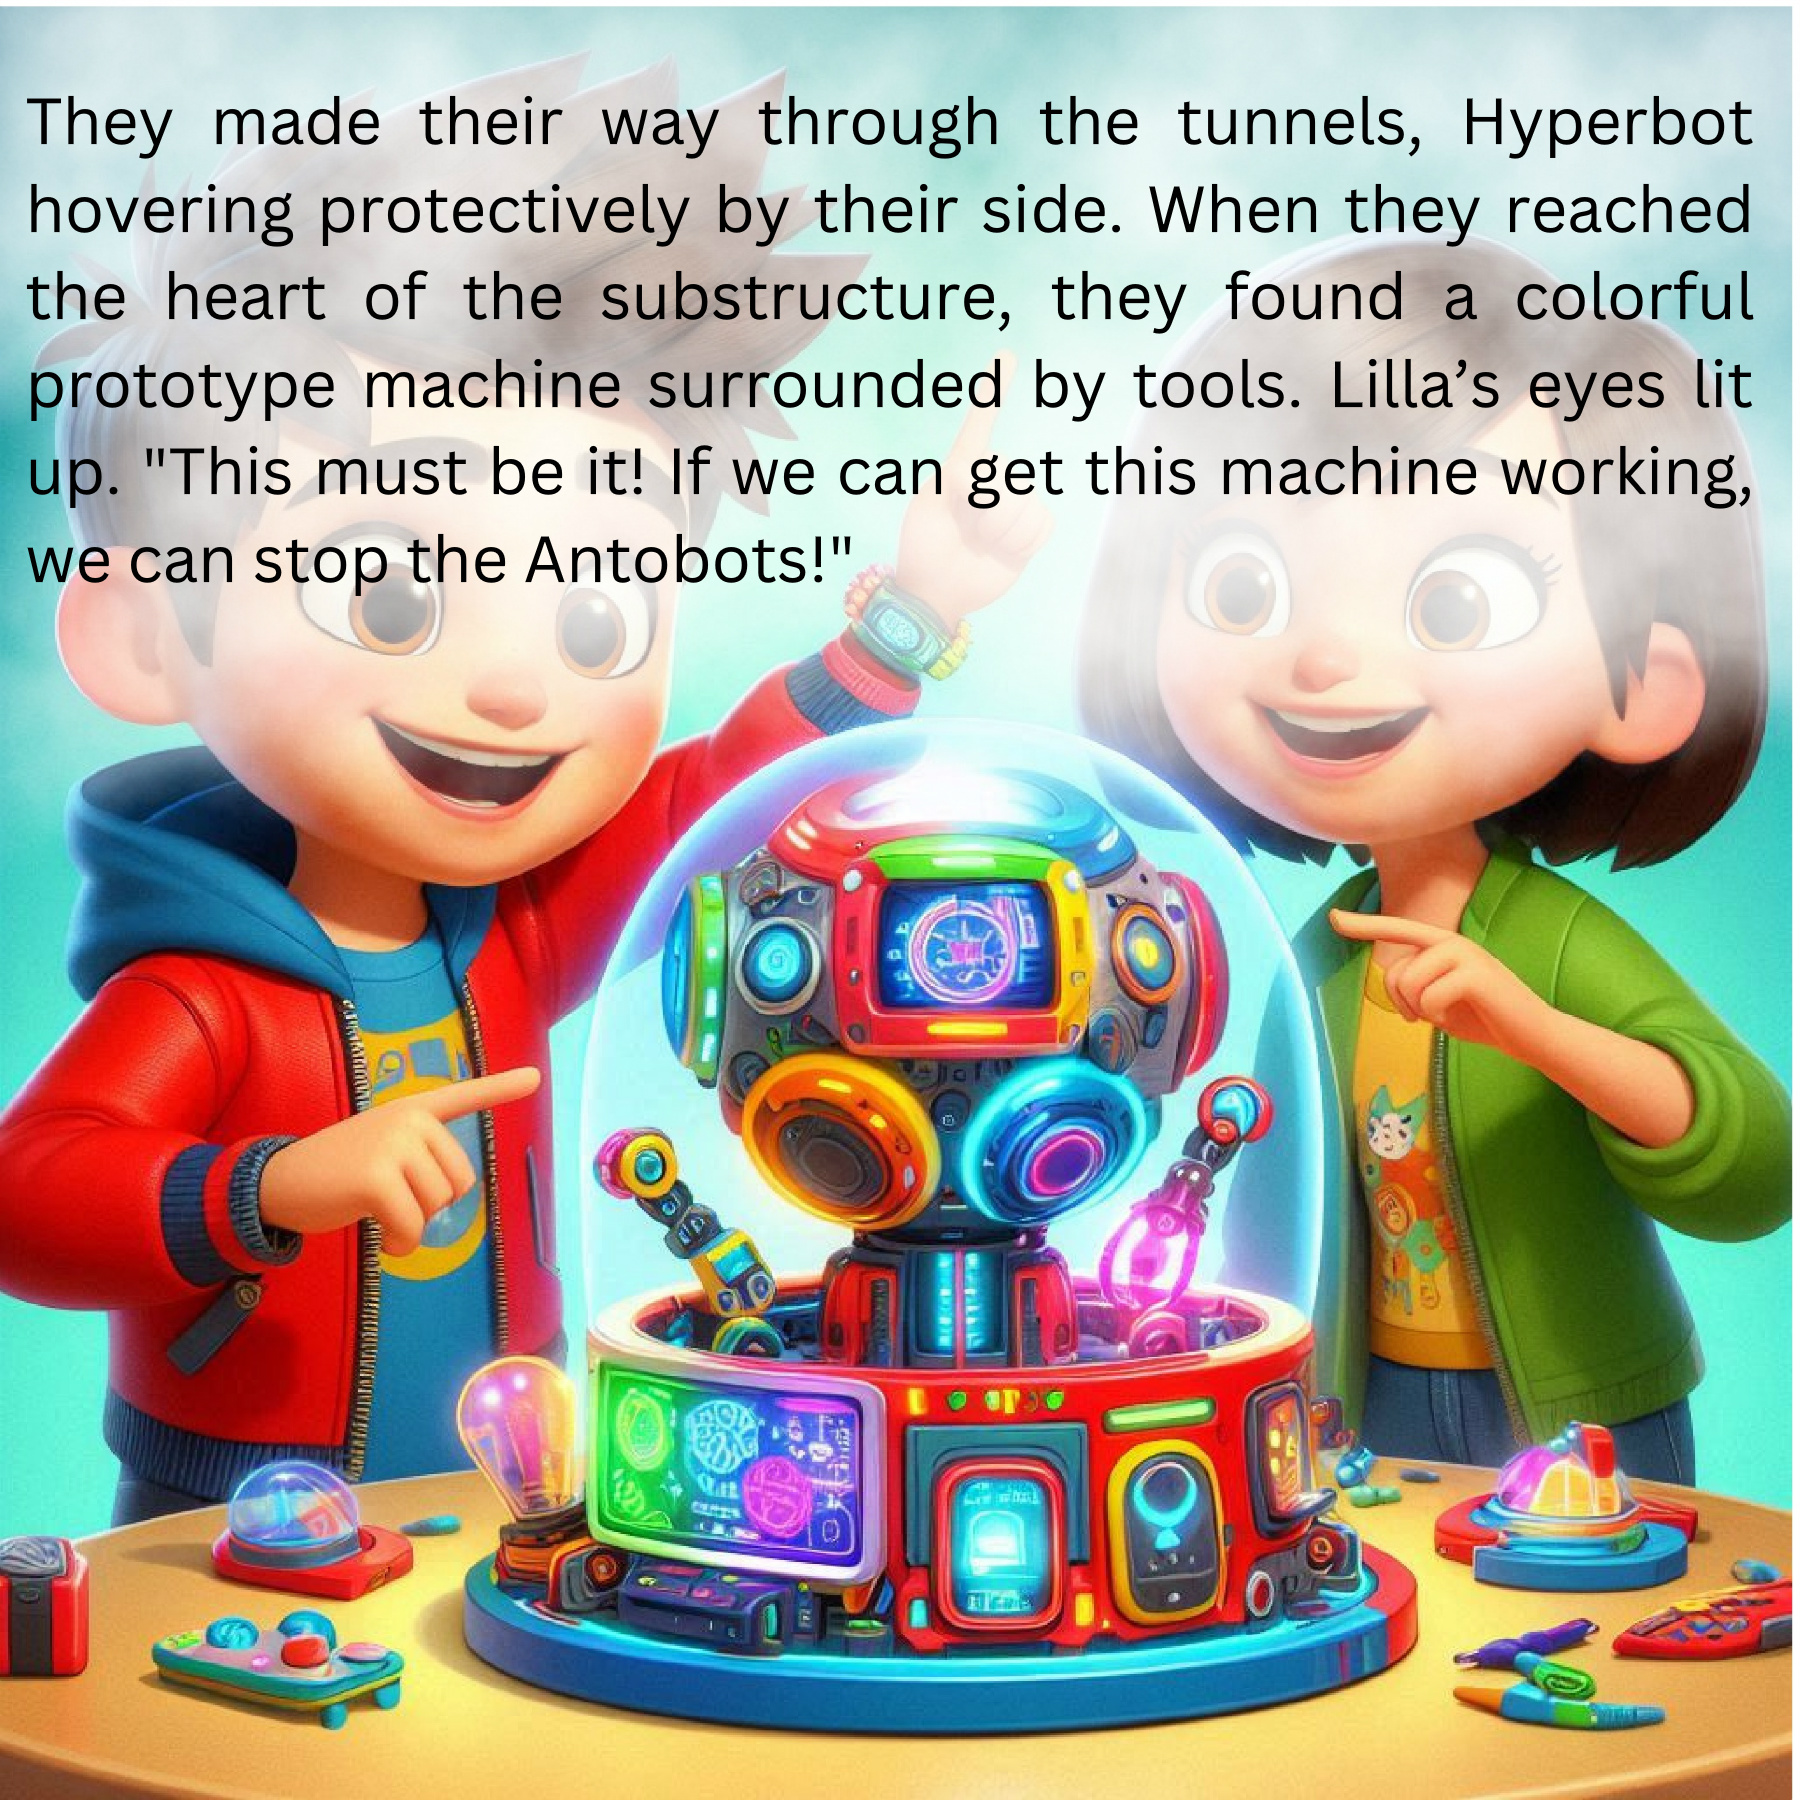 They made their way through the tunnels, Hyperbot
hovering protectively by their side. When they reached
the heart of the substructure, they found a colorful
prototype machine surrounded by tools. Lilla’s eyes lit
up. "This must be it! If we can get this machine working,
we can stop the Antobots!"